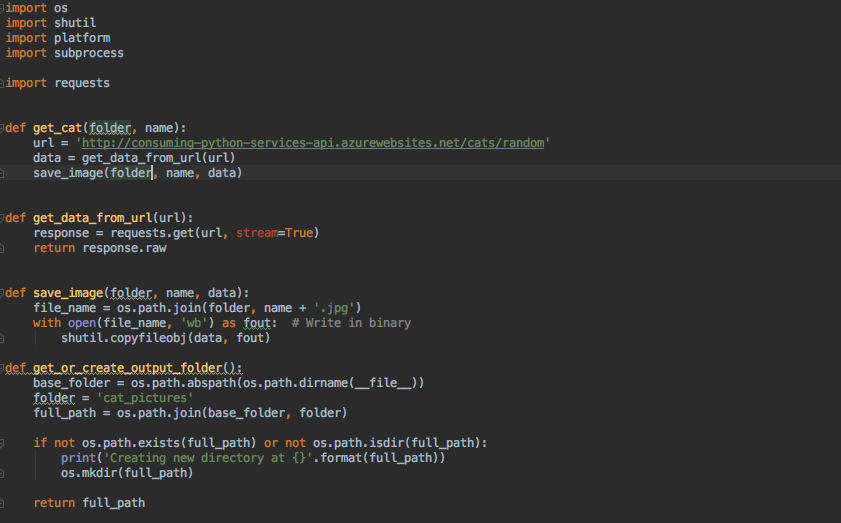 import os
import shutil
import platform
import subprocess

import requests


def get_cat(folder, name):
    url = 'http://consuming-python-services-api.azurewebsites.net/cats/random'
    data = get_data_from_url(url)
    save_image(folder, name, data)


def get_data_from_url(url):
    response = requests.get(url, stream=True)
    return response.raw


def save_image(folder, name, data):
    file_name = os.path.join(folder, name + '.jpg')
    with open(file_name, 'wb') as fout:  # Write in binary
        shutil.copyfileobj(data, fout)

def get_or_create_output_folder():
    base_folder = os.path.abspath(os.path.dirname(__file__))
    folder = 'cat_pictures'
    full_path = os.path.join(base_folder, folder)

    if not os.path.exists(full_path) or not os.path.isdir(full_path):
        print('Creating new directory at {}'.format(full_path))
        os.mkdir(full_path)

    return full_path